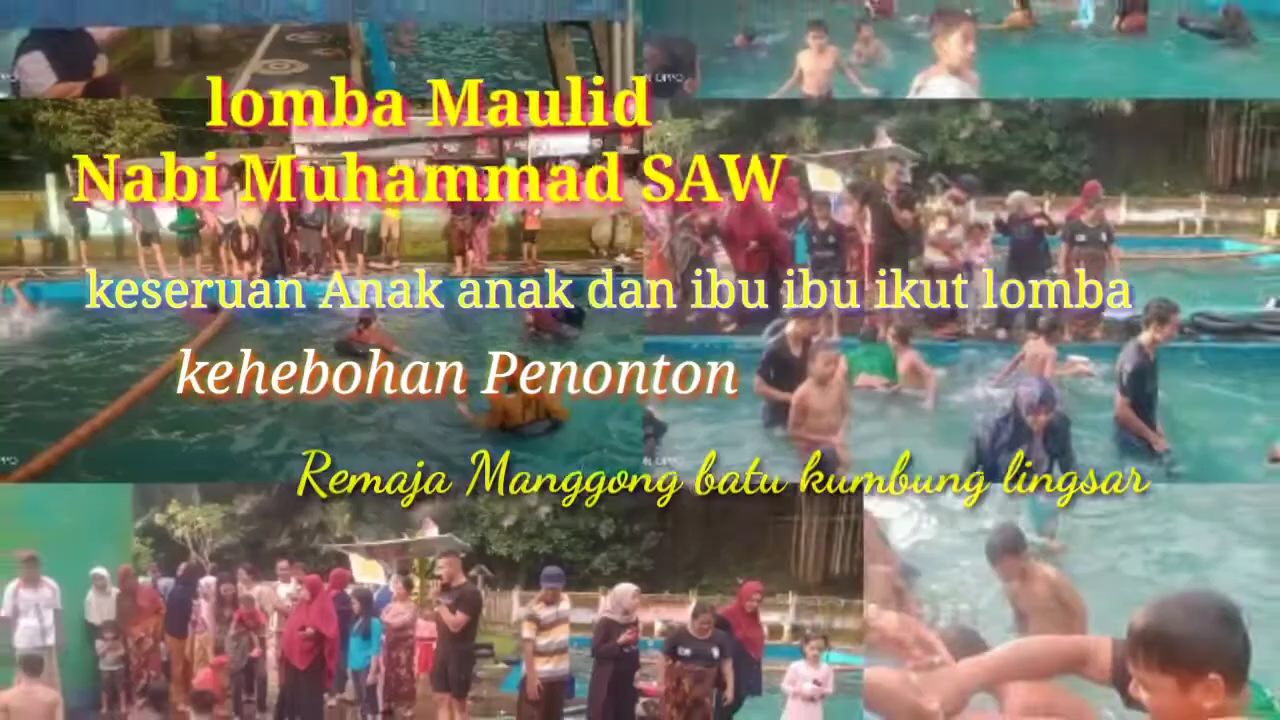 lomba Maulid
Nabi Muhammad SAW
keseruan Anak anak dan ibu ibu ikut lomba
kehebohan Penonton
Remaja Manggong batu kumbung lingsar